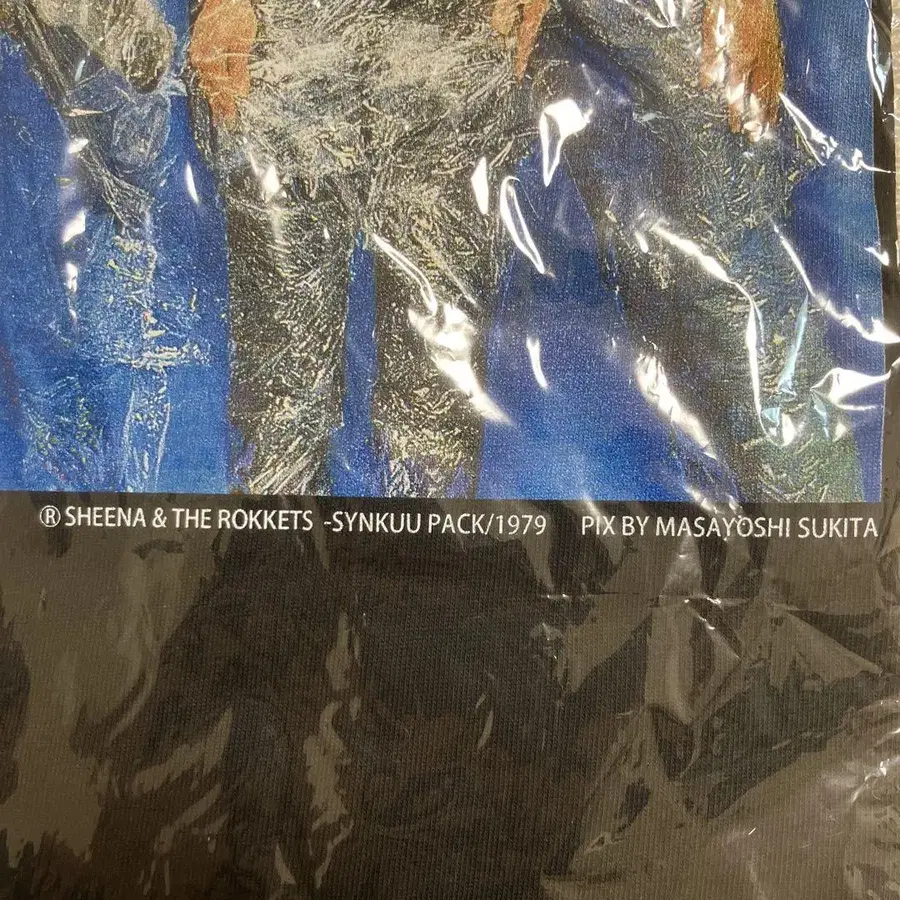 ® SHEENA & THE ROKKETS -SYNKUU PACK/1979 PIX BY MASAYOSHI SUKITA